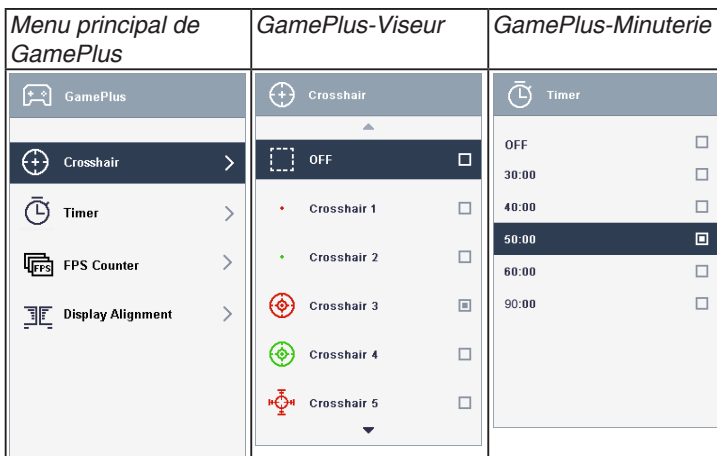 Menu principal de
GamePlus
GamePlus-Viseur
GamePlus-Minuterie
GamePlus
Crosshair
Timer
FPS
FPS Counter
Display Alignment
Crosshair
OFF
Crosshair 1
Crosshair 2
Crosshair 3
Crosshair 4
Crosshair 5
Timer
OFF
30:00
40:00
50:00
60:00
90:00